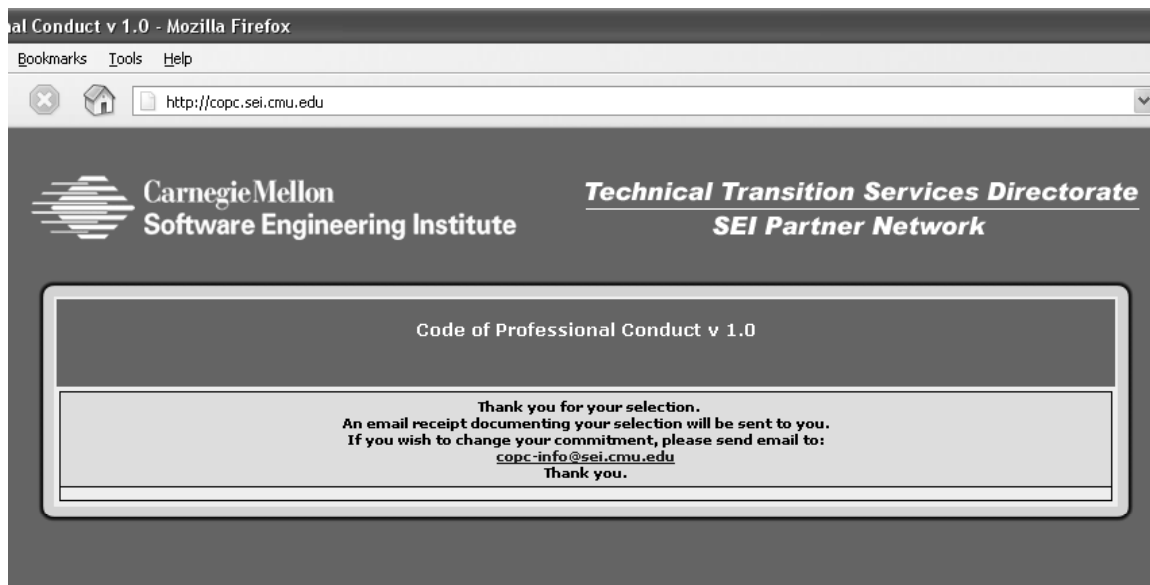 al Conduct v 1.0 - Mozilla Firefox
Bookmarks Tools Help
http://copc.sei.cmu.edu
CarnegieMellon
Software Engineering Institute
Technical Transition Services Directorate
SEI Partner Network
Code of Professional Conduct v 1.0
Thank you for your selection.
An email receipt documenting your selection will be sent to you.
If you wish to change your commitment, please send email to:
copc-info@sei.cmu.edu
Thank you.